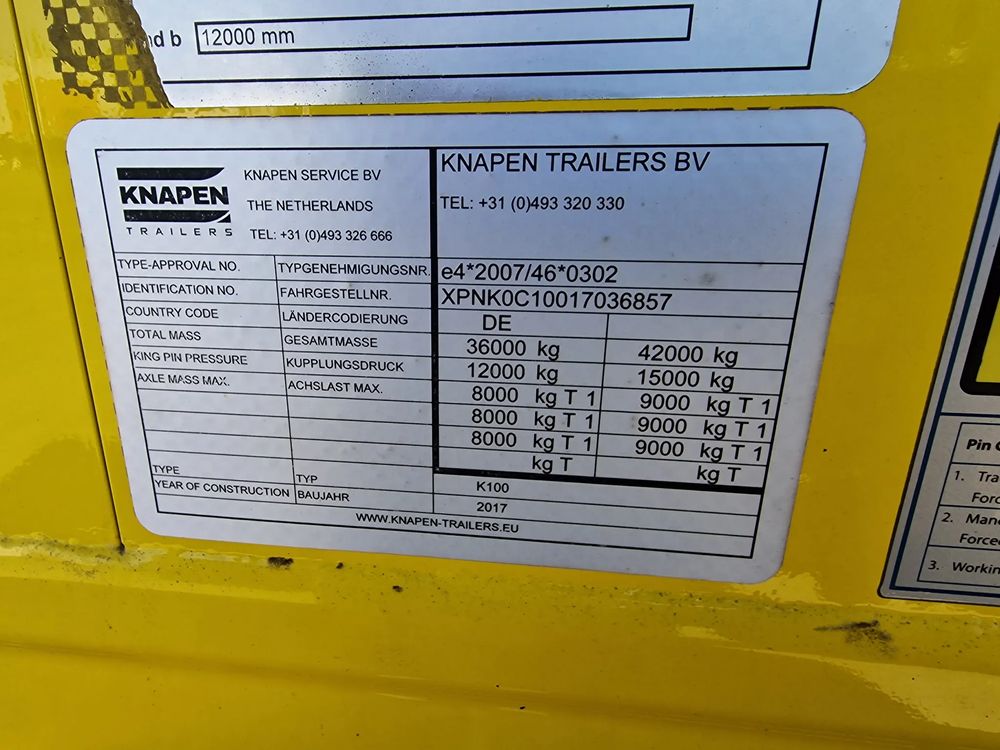 d b 12000 mm
KNAPEN
TRAILERS
KNAPEN SERVICE BV
THE NETHERLANDS
TEL: +31 (0)493 326 666
KNAPEN TRAILERS BV
TEL: +31 (0)493 320 330
TYPE-APPROVAL NO. TYPGENEHMIGUNGSNR. e4*2007/46*0302
IDENTIFICATION NO. FAHRGESTELLNR. XPNK0C10017036857
COUNTRY CODE LÄNDERCODIERUNG DE
TOTAL MASS GESAMTMASSE 36000 kg 42000 kg
KING PIN PRESSURE KUPPLUNGSDRUCK 12000 kg 15000 kg
AXLE MASS MAX. ACHSLAST MAX. 8000 kg T 1 9000 kg T 1
8000 kg T 1 9000 kg T 1
8000 kg T 1 9000 kg T 1
kg T kg T
TYPE TYP K100
YEAR OF CONSTRUCTION BAUJAHR 2017
WWW.KNAPEN-TRAILERS.EU
Pin
1. Tra
Forc
2. Man
Forced
3. Workin